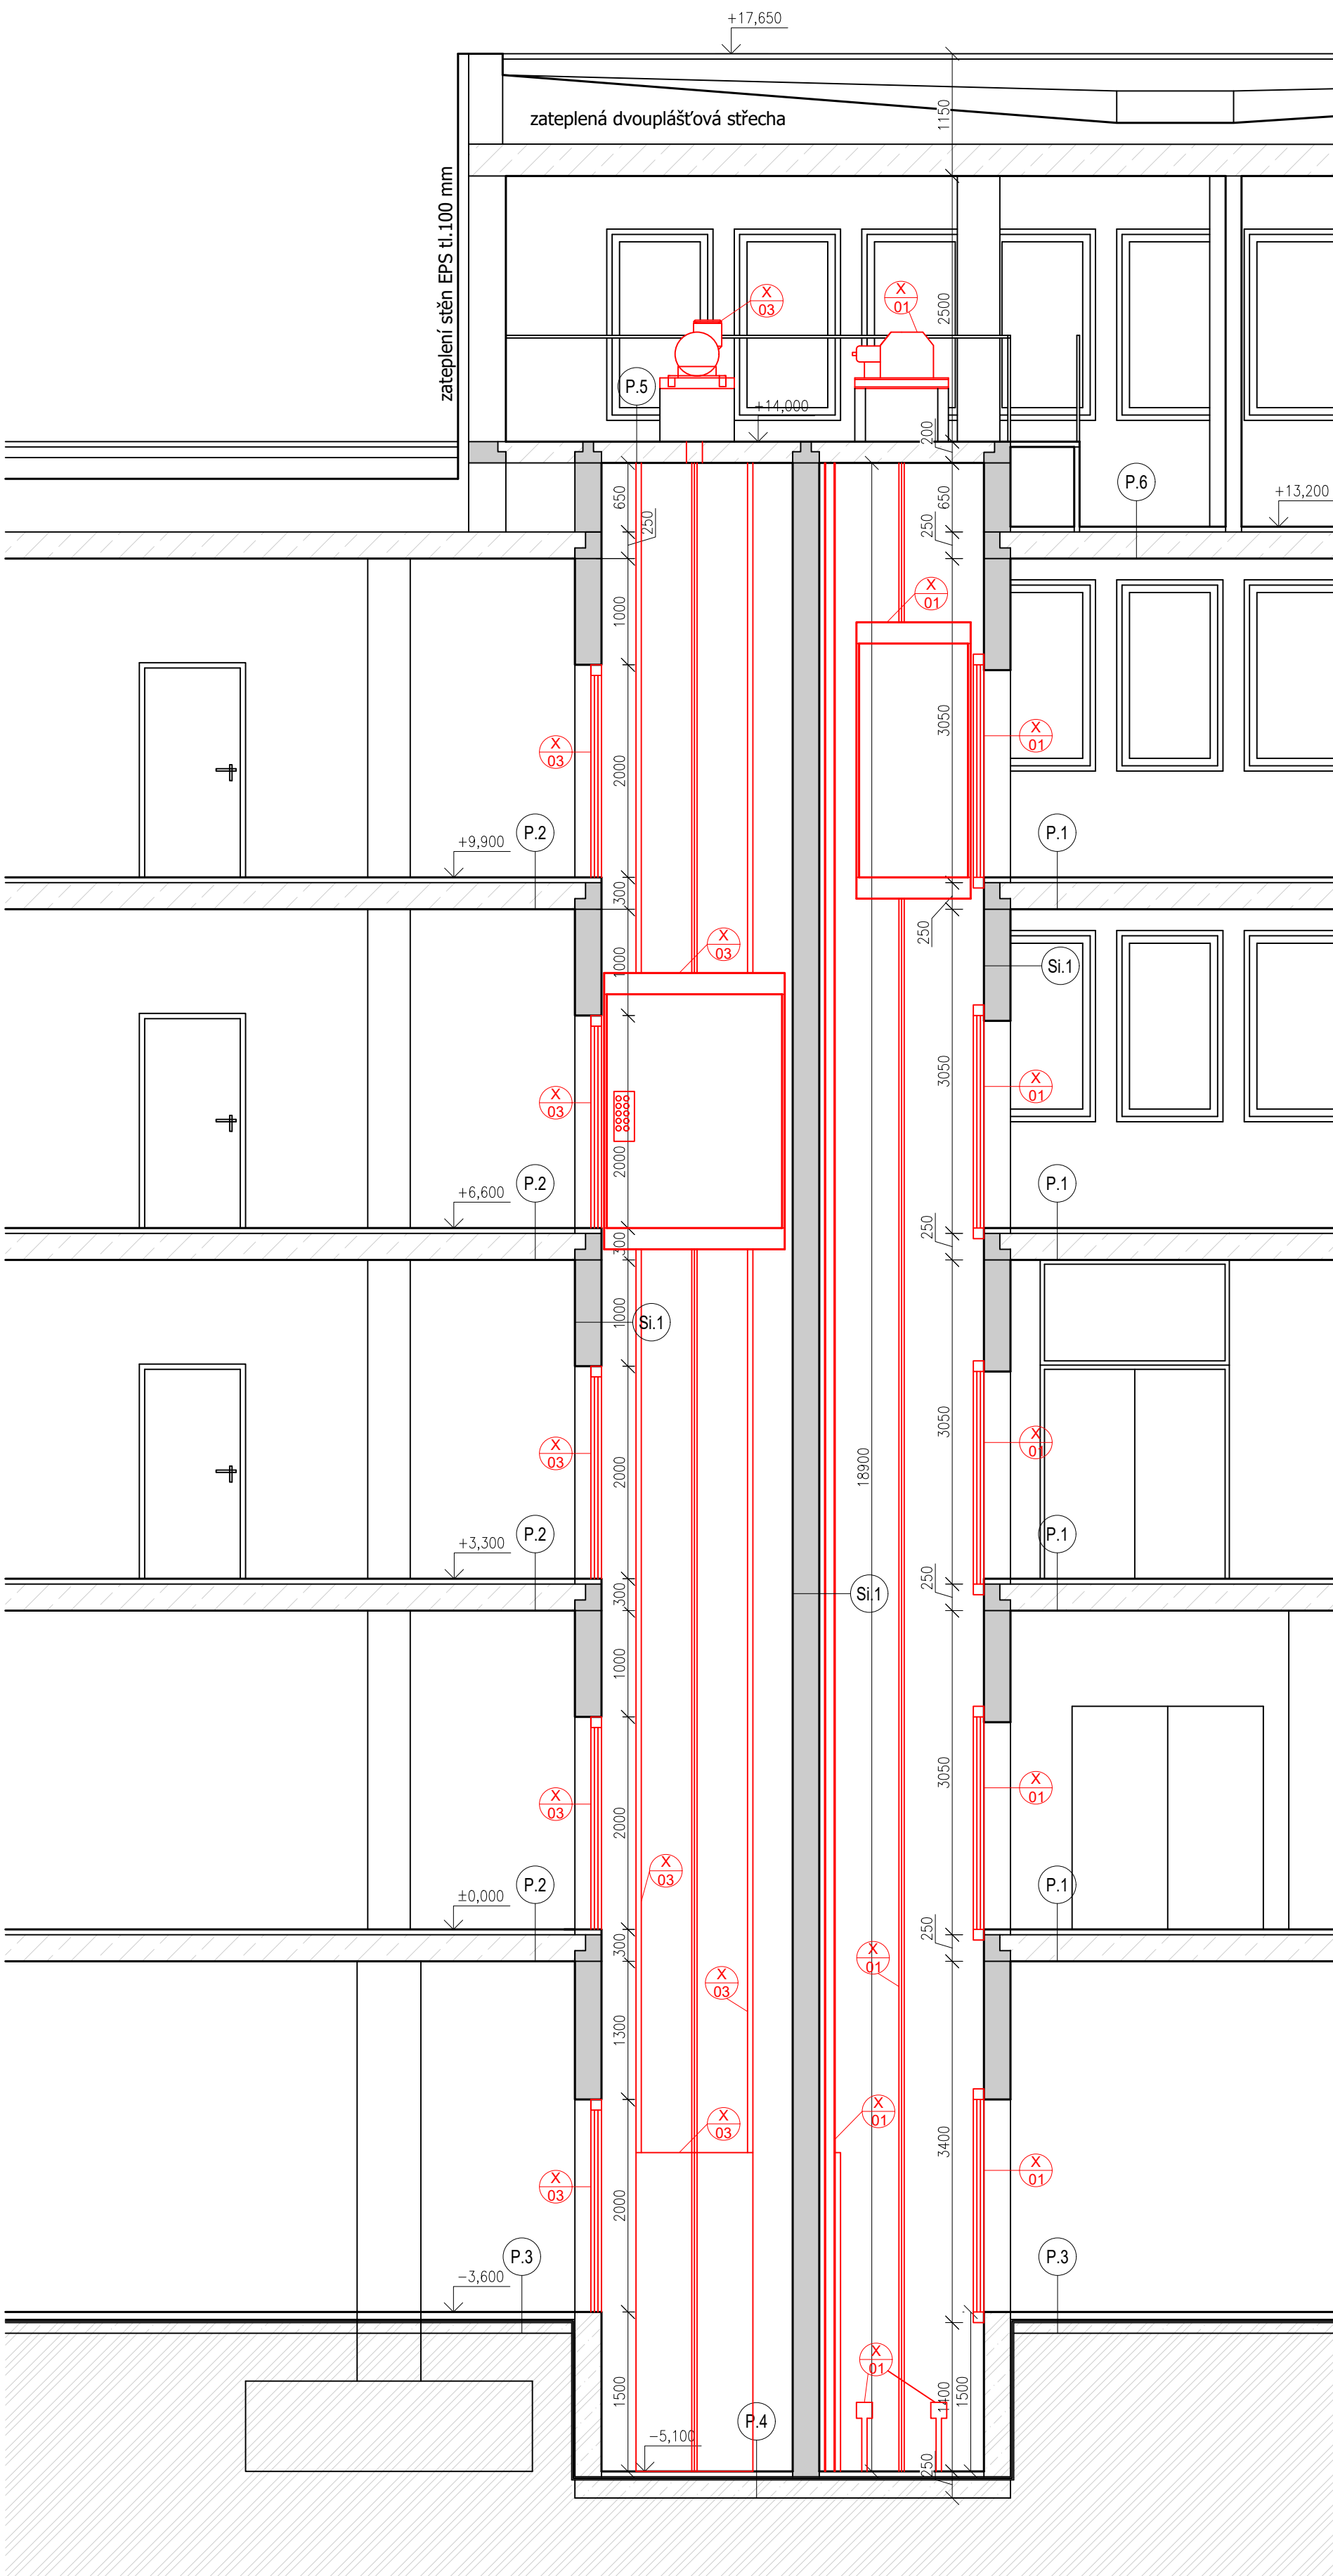 +17,650
1150
zateplená dvouplášťová střecha
zateplení stěn EPS tl.100 mm
2500
X
03
X
01
P.5
+14,000
200
P.6
+13,200
650
250
650
250
1000
X
01
3050
X
03
2000
X
01
P.2
+9,900
P.1
300
250
X
03
1000
Si.1
X
03
3050
X
01
2000
P.2
+6,600
P.1
300
250
1000
Si.1
X
03
3050
X
01
2000
18900
P.2
+3,300
P.1
300
250
Si.1
1000
X
03
3050
X
01
2000
X
03
P.2
±0,000
P.1
300
250
X
01
X
03
1300
X
03
X
01
3400
X
03
X
01
2000
P.3
−3,600
P.3
X
01
1500
1400
1500
P.4
−5,100
250